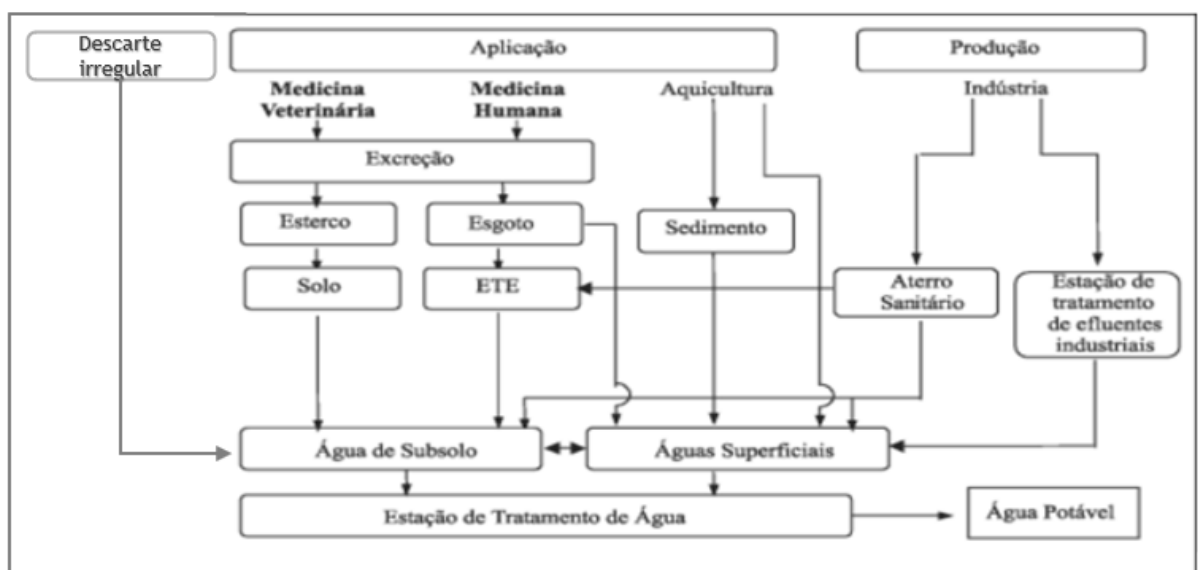 Descarte
irregular
Aplicação
Produção
Medicina
Veterinária
Medicina
Humana
Aquicultura
Indústria
Excreção
Esterco
Esgoto
Sedimento
Solo
ETE
Aterro
Sanitário
Estação de
tratamento
de efluentes
industriais
Água de Subsolo
Águas Superficiais
Estação de Tratamento de Água
Água Potável